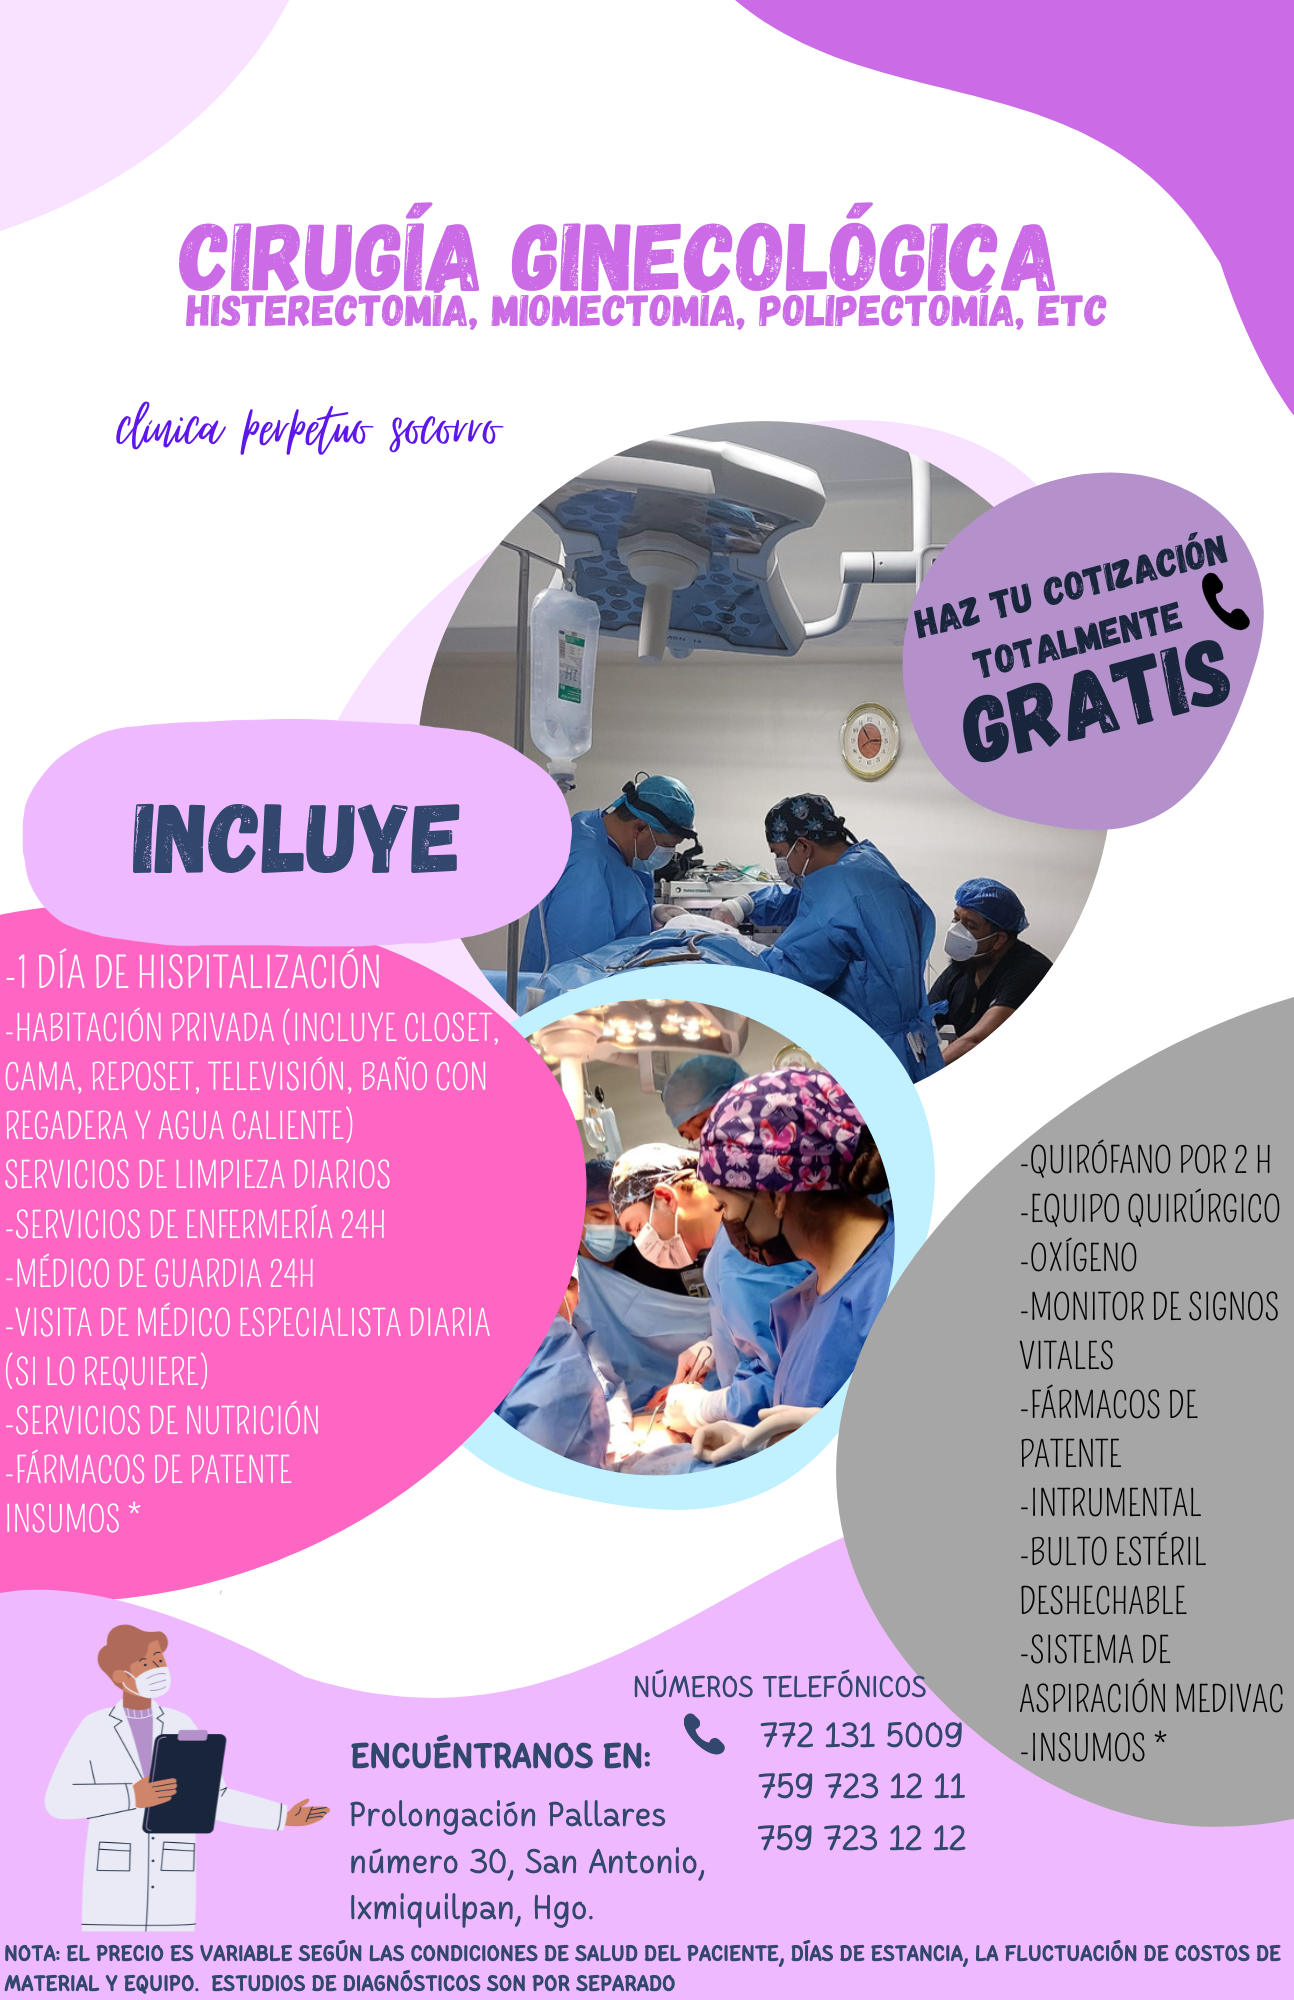 CIRUGÍA GINECOLÓGICA
HISTERECTOMÍA, MIOMECTOMÍA, POLIPECTOMÍA, ETC
clínica perpetuo socorro
HAZ TU COTIZACIÓN
TOTALMENTE
GRATIS
INCLUYE
-1 DÍA DE HISPITALIZACIÓN
-HABITACIÓN PRIVADA (INCLUYE CLOSET,
CAMA, REPOSET, TELEVISIÓN, BAÑO CON
REGADERA Y AGUA CALIENTE)
SERVICIOS DE LIMPIEZA DIARIOS
-SERVICIOS DE ENFERMERÍA 24H
-MÉDICO DE GUARDIA 24H
-VISITA DE MÉDICO ESPECIALISTA DIARIA
(SI LO REQUIERE)
-SERVICIOS DE NUTRICIÓN
-FÁRMACOS DE PATENTE
INSUMOS *
-QUIRÓFANO POR 2 H
-EQUIPO QUIRÚRGICO
-OXÍGENO
-MONITOR DE SIGNOS
VITALES
-FÁRMACOS DE
PATENTE
-INTRUMENTAL
-BULTO ESTÉRIL
DESHECHABLE
-SISTEMA DE
ASPIRACIÓN MEDIVAC
-INSUMOS *
NÚMEROS TELEFÓNICOS
772 131 5009
759 723 12 11
759 723 12 12
ENCUÉNTRANOS EN:
Prolongación Pallares
número 30, San Antonio,
Ixmiquilpan, Hgo.
NOTA: EL PRECIO ES VARIABLE SEGÚN LAS CONDICIONES DE SALUD DEL PACIENTE, DÍAS DE ESTANCIA, LA FLUCTUACIÓN DE COSTOS DE
MATERIAL Y EQUIPO.  ESTUDIOS DE DIAGNÓSTICOS SON POR SEPARADO